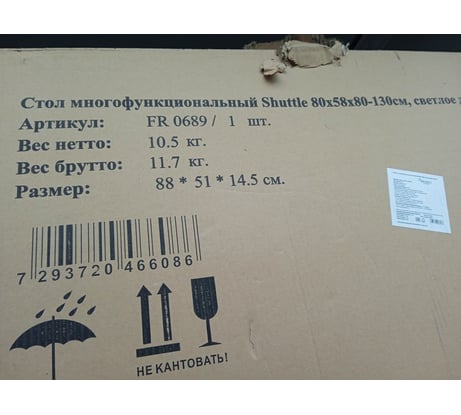 Стол многофункциональный Shuttle 80x58x80-130см, светлое
Артикул: FR 0689 / 1 шт.
Вес нетто: 10.5 кг.
Вес брутто: 11.7 кг.
Размер: 88 * 51 * 14.5 см.
7 293720 466086
НЕ КАНТОВАТЬ!